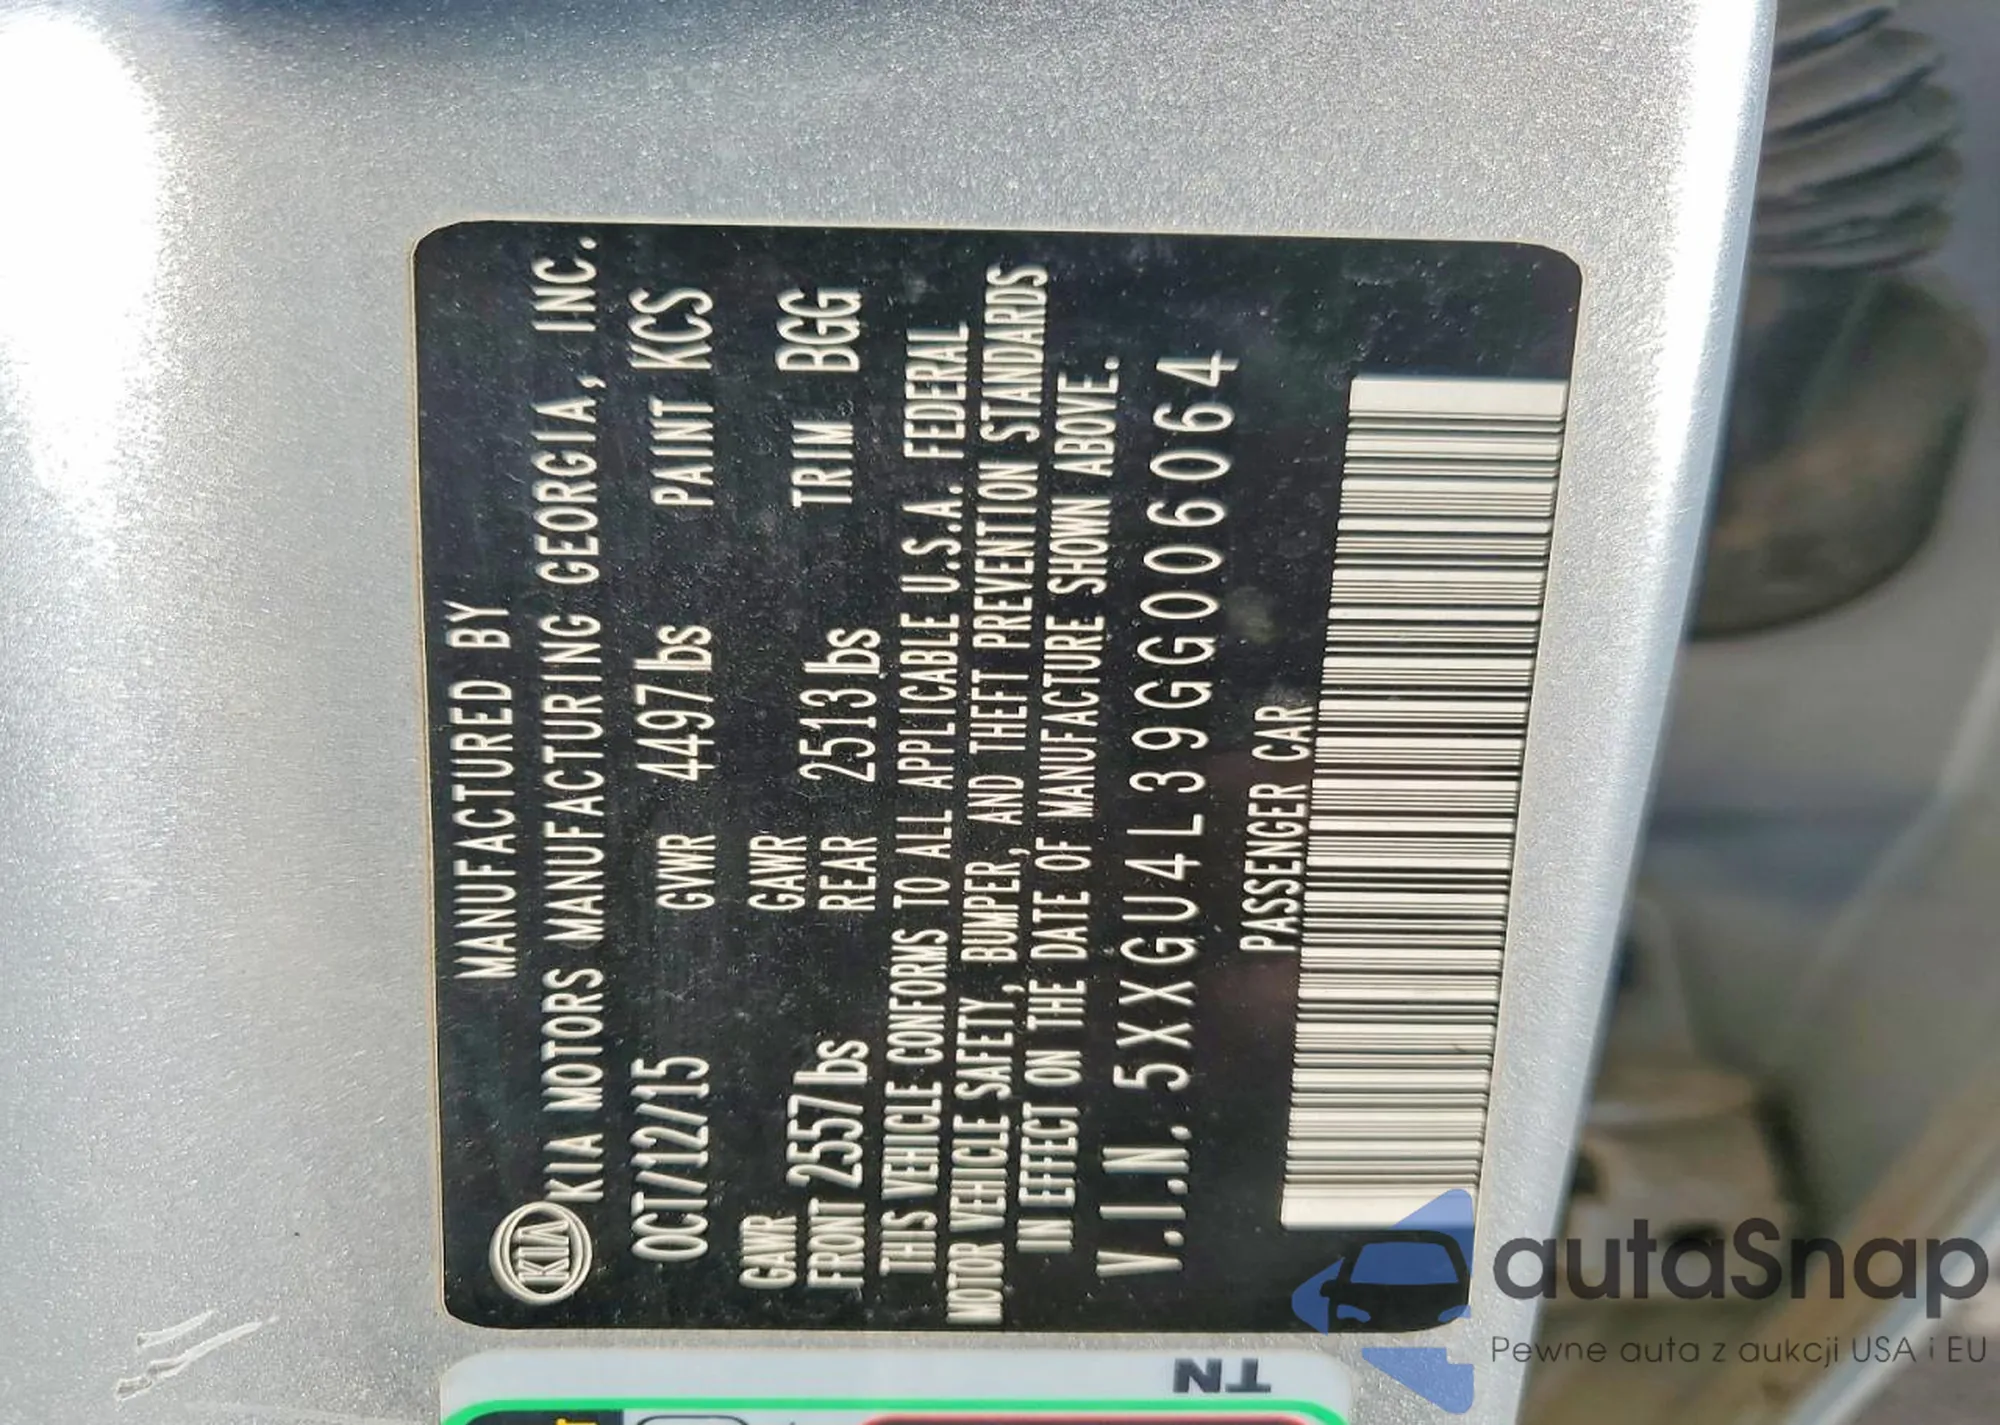 MANUFACTURED BY
KIA KIA MOTORS MANUFACTURING GEORGIA, INC.
OCT/12/15 GVWR 4497lbs PAINT KCS
GAWR FRONT 2557lbs GAWR REAR 2513lbs TRIM BGG
THIS VEHICLE CONFORMS TO ALL APPLICABLE U.S.A. FEDERAL
MOTOR VEHICLE SAFETY, BUMPER, AND THEFT PREVENTION STANDARDS
IN EFFECT ON THE DATE OF MANUFACTURE SHOWN ABOVE.
V.I.N. 5XXGU4L39GG006064
PASSENGER CAR
TN
autaSnap
Pewne auta z aukcji USA i EU